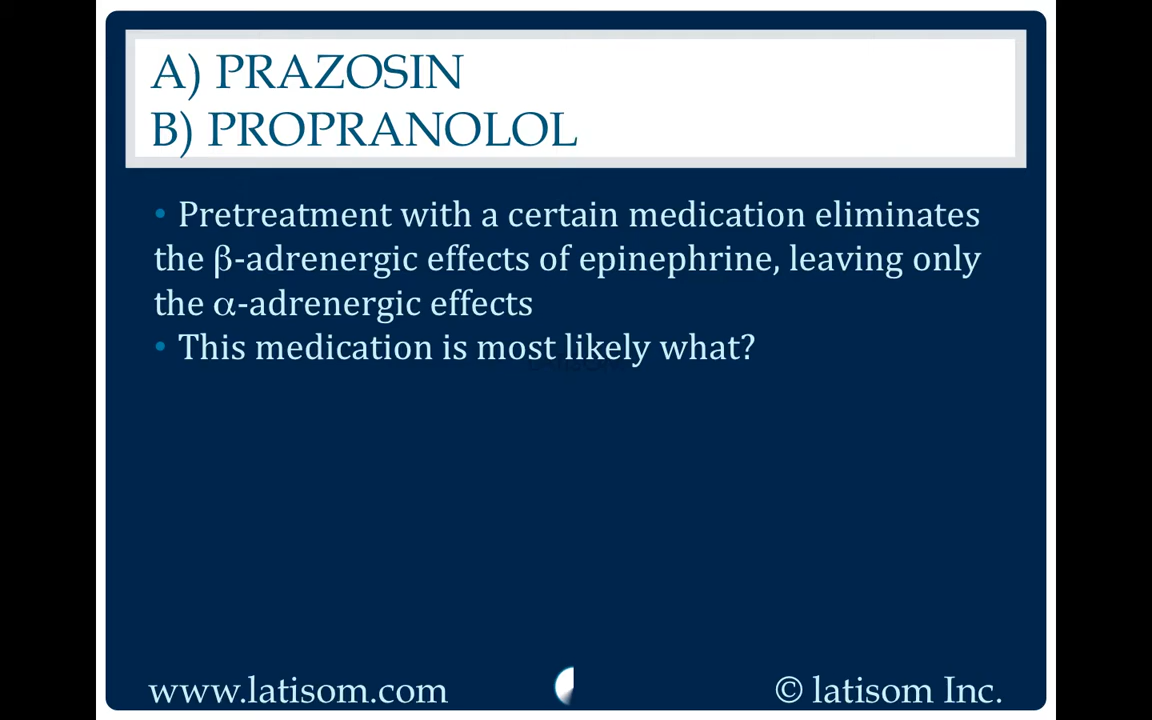 A) PRAZOSIN
B) PROPRANOLOL
• Pretreatment with a certain medication eliminates
the β-adrenergic effects of epinephrine, leaving only
the α-adrenergic effects
• This medication is most likely what?
www.latisom.com
© latisom Inc.